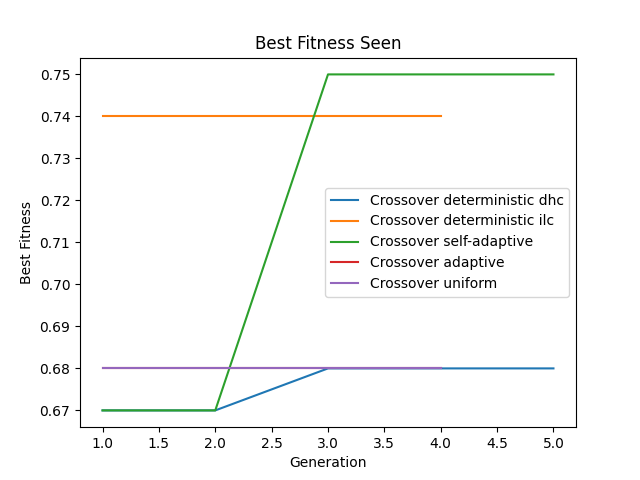 Best Fitness Seen
0.75
0.74
0.73
0.72
0.71
0.70
0.69
0.68
0.67
Best Fitness
Crossover deterministic dhc
Crossover deterministic ilc
Crossover self-adaptive
Crossover adaptive
Crossover uniform
1.0 1.5 2.0 2.5 3.0 3.5 4.0 4.5 5.0
Generation